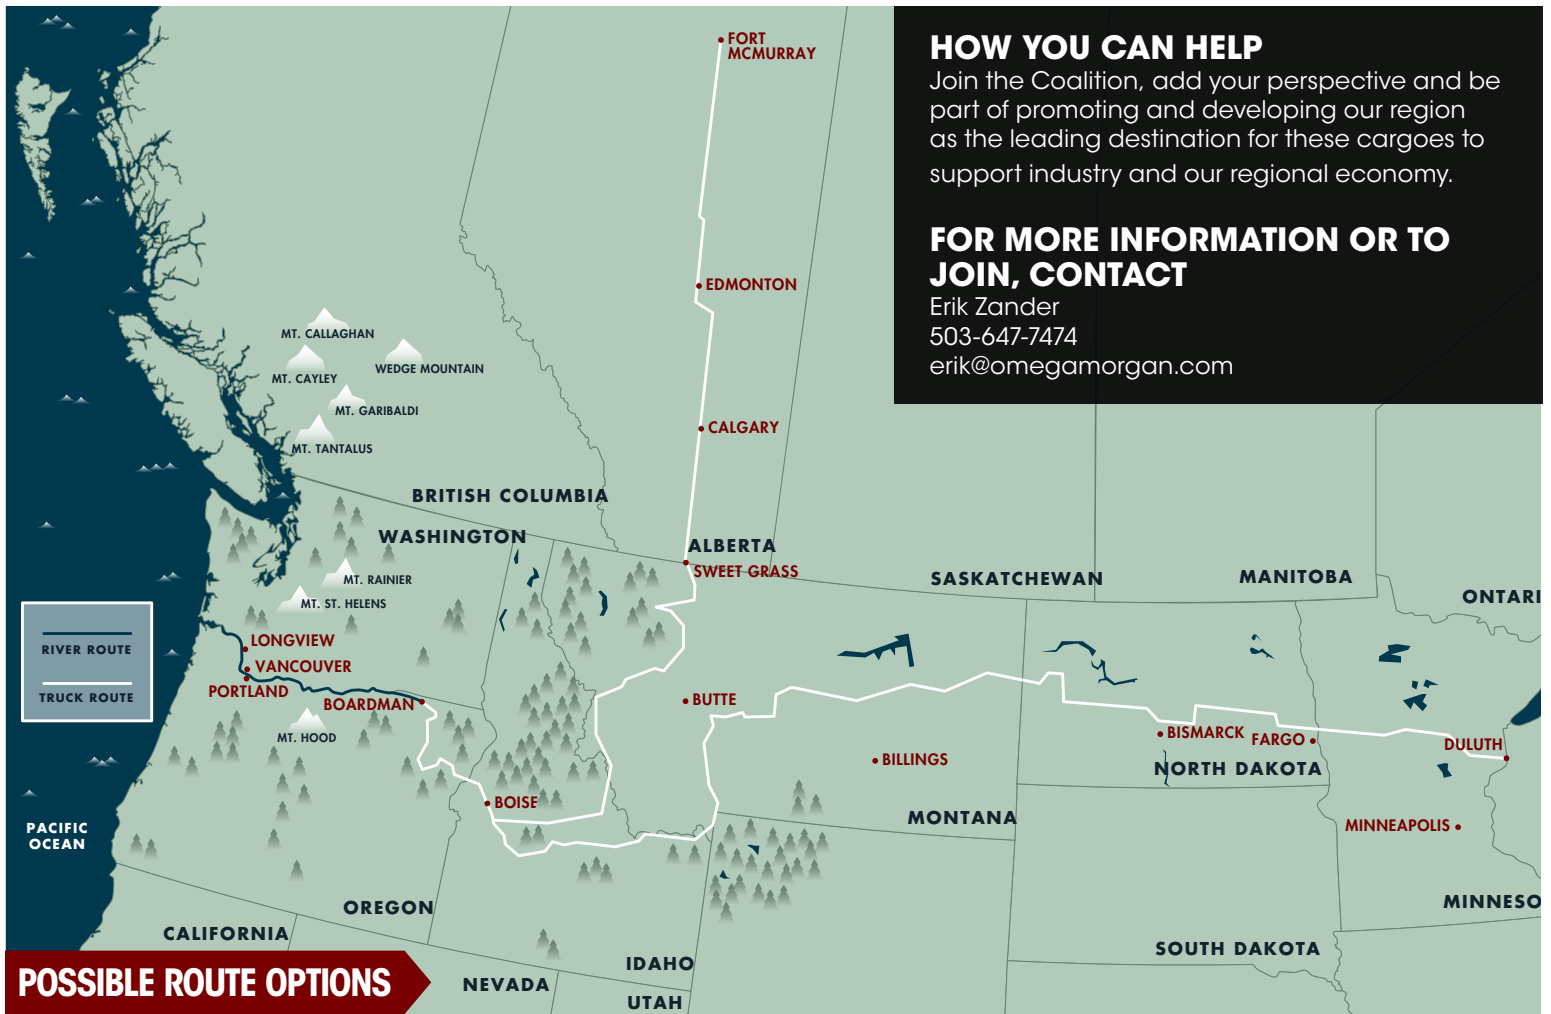 FORT
MCMURRAY
HOW YOU CAN HELP
Join the Coalition, add your perspective and be
part of promoting and developing our region
as the leading destination for these cargoes to
support industry and our regional economy.
FOR MORE INFORMATION OR TO
JOIN, CONTACT
Erik Zander
503-647-7474
erik@omegamorgan.com
EDMONTON
MT. CALLAGHAN
WEDGE MOUNTAIN
MT. CAYLEY
MT. GARIBALDI
CALGARY
MT. TANTALUS
BRITISH COLUMBIA
WASHINGTON
ALBERTA
SWEET GRASS
SASKATCHEWAN
MANITOBA
ONTARI
MT. RAINIER
MT. ST. HELENS
RIVER ROUTE
TRUCK ROUTE
LONGVIEW
VANCOUVER
PORTLAND
BOARDMAN
BUTTE
MT. HOOD
BISMARCK
FARGO
DULUTH
BILLINGS
NORTH DAKOTA
BOISE
MONTANA
MINNEAPOLIS
PACIFIC
OCEAN
OREGON
MINNESO
CALIFORNIA
SOUTH DAKOTA
IDAHO
POSSIBLE ROUTE OPTIONS
NEVADA
UTAH